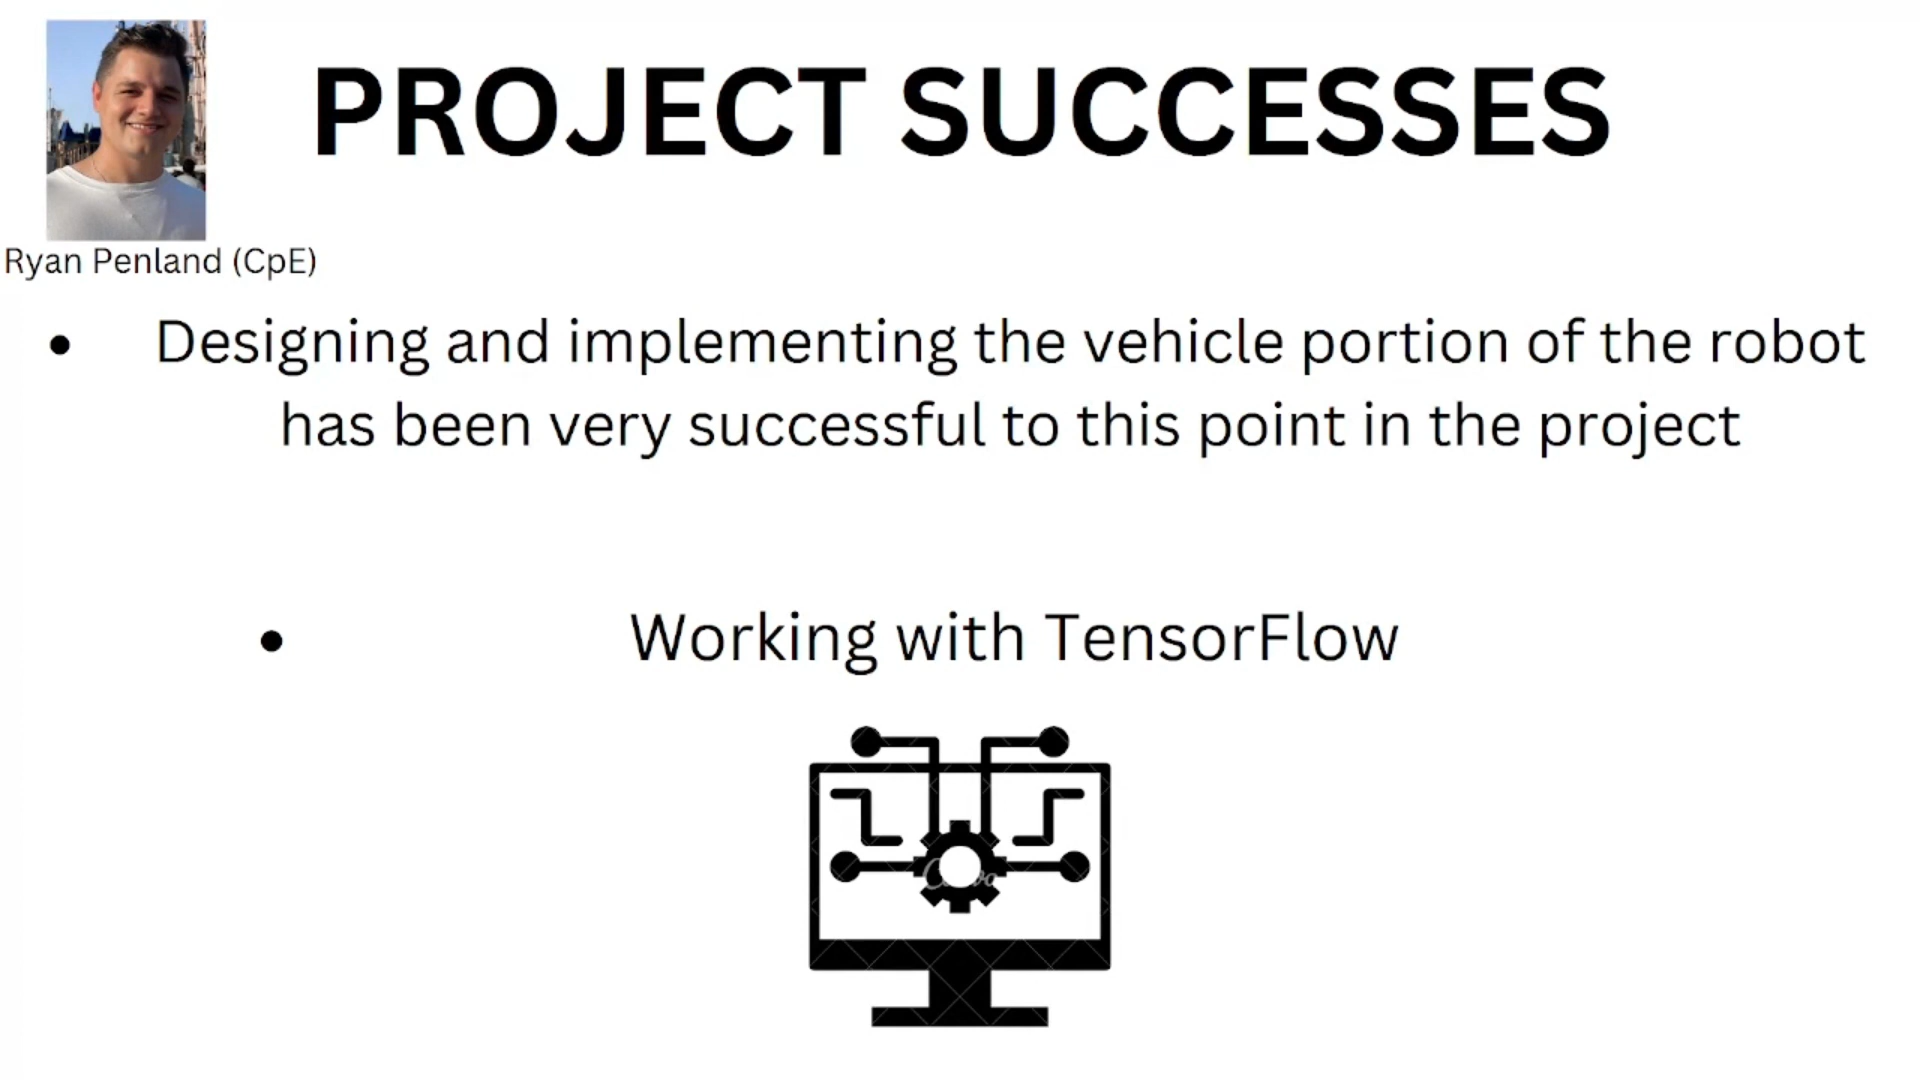 PROJECT SUCCESSES
Ryan Penland (CpE)
• Designing and implementing the vehicle portion of the robot
has been very successful to this point in the project
• Working with TensorFlow
Canva